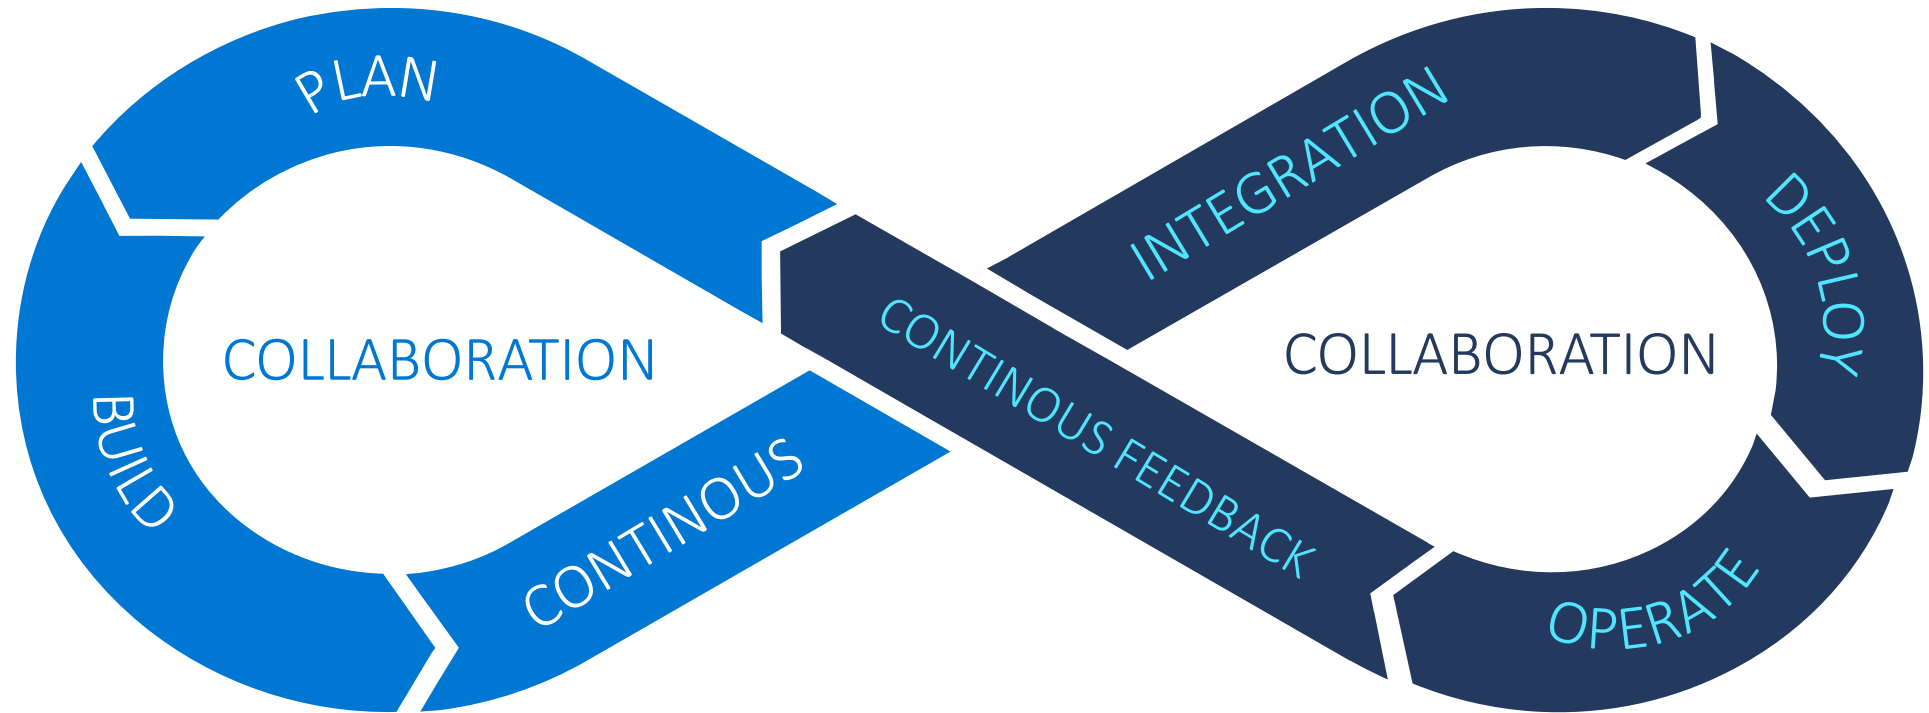 PLAN
BUILD
CONTINOUS
INTEGRATION
DEPLOY
OPERATE
CONTINOUS FEEDBACK
COLLABORATION
COLLABORATION